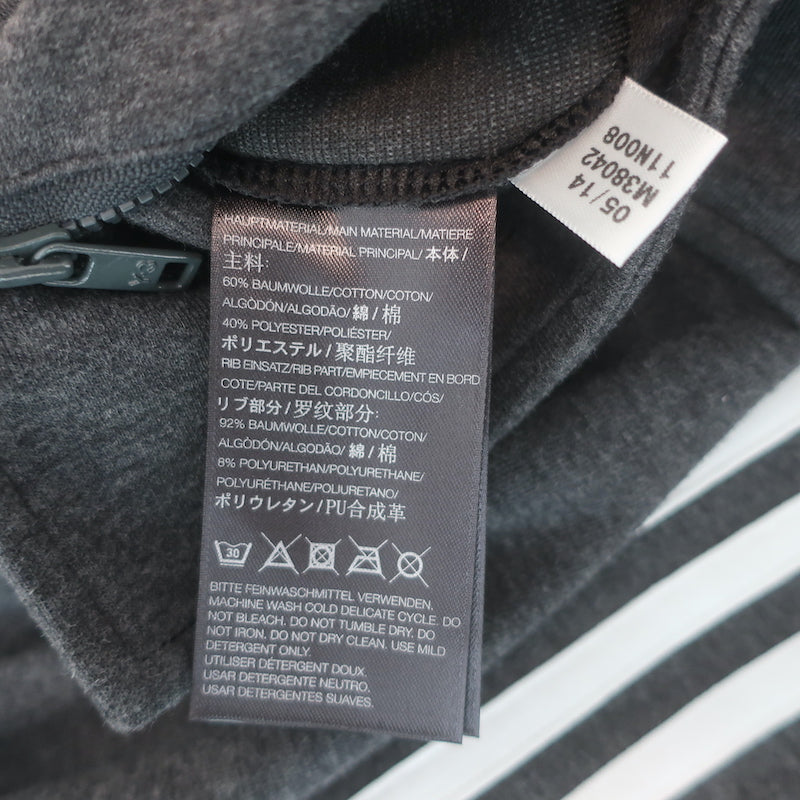 HAUPTMATERIAL/MAIN MATERIAL/MATIERE
PRINCIPALE/MATERIAL PRINCIPAL/本体/
主料:
60% BAUMWOLLE/COTTON/COTON/
ALGÒDÓN/ALGODÃO/綿/棉
40% POLYESTER/POLIÉSTER/
ポリエステル/聚酯纤维
RIB EINSATZ/RIB PART/EMPIECEMENT EN BORD
COTE/PARTE DEL CORDONCILLO/CÓS/
リブ部分/罗纹部分:
92% BAUMWOLLE/COTTON/COTON/
ALGÒDÓN/ALGODÃO/綿/棉
8% POLYURETHAN/POLYURETHANE/
POLYURÉTHANE/POLIURETANO/
ポリウレタン/PU合成革
30
BITTE FEINWASCHMITTEL VERWENDEN.
MACHINE WASH COLD DELICATE CYCLE. DO
NOT BLEACH. DO NOT TUMBLE DRY. DO
NOT IRON. DO NOT DRY CLEAN. USE MILD
DETERGENT ONLY.
UTILISER DÉTERGENT DOUX.
USAR DETERGENTE NEUTRO.
USAR DETERGENTES SUAVES.
05/14
M38042
11N008